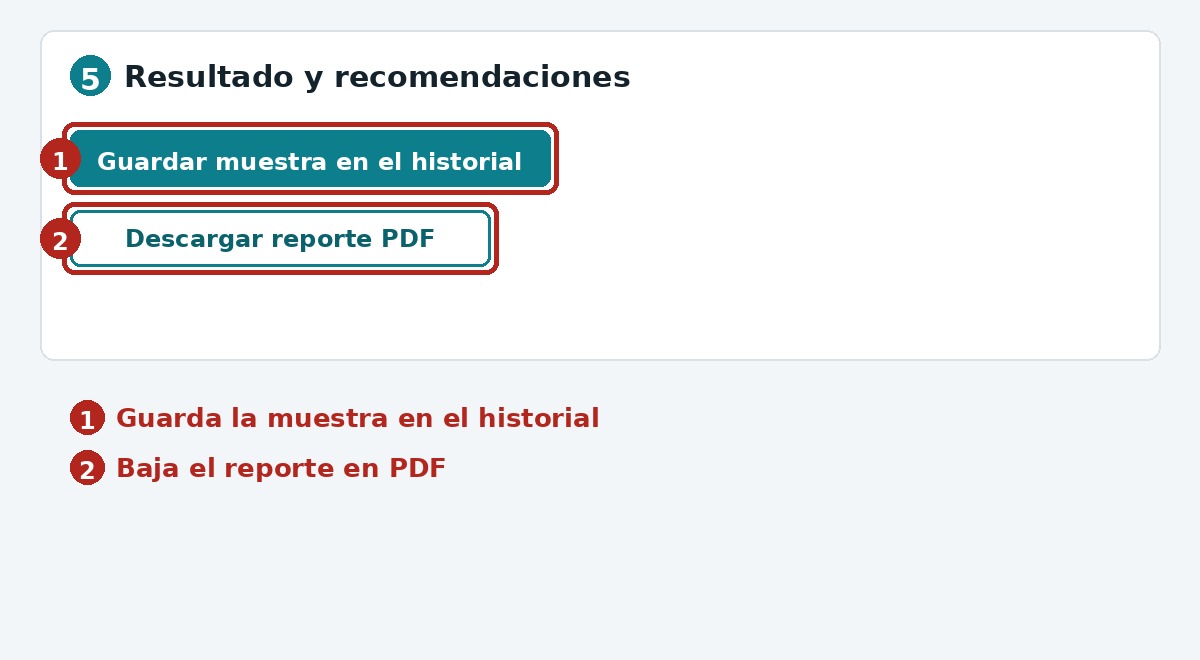 5 Resultado y recomendaciones
1 Guardar muestra en el historial
2 Descargar reporte PDF
1 Guarda la muestra en el historial
2 Baja el reporte en PDF